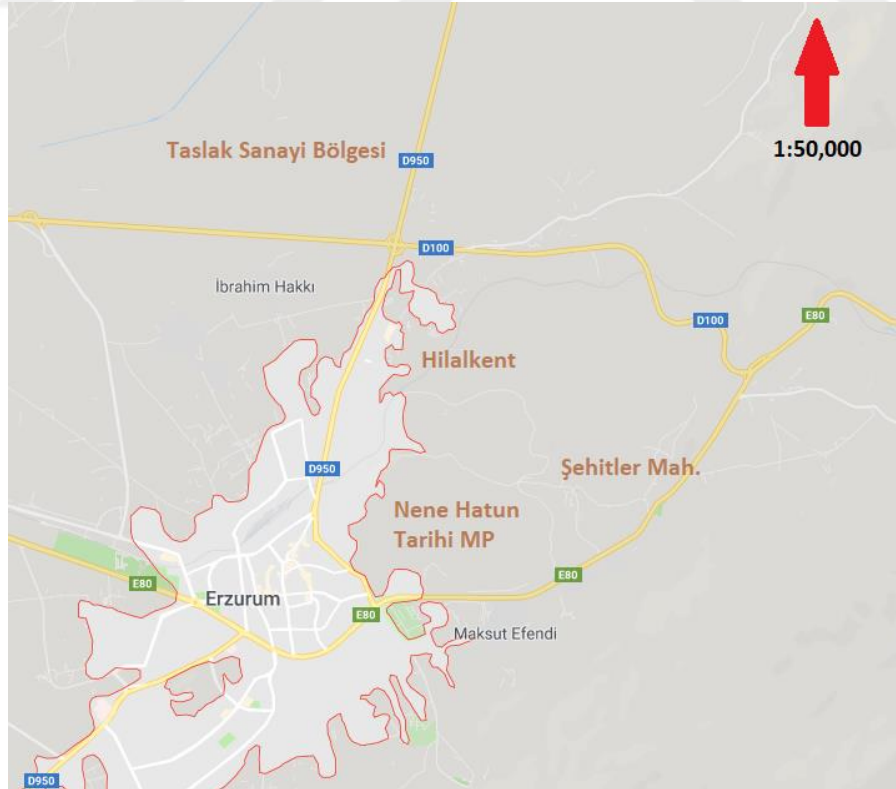 1:50,000
Taslak Sanayi Bölgesi
D950
D100
İbrahim Hakkı
E80
D100
Hilalkent
D950
Şehitler Mah.
Nene Hatun
Tarihi MP
E80
E80
Erzurum
E80
Maksut Efendi
D950